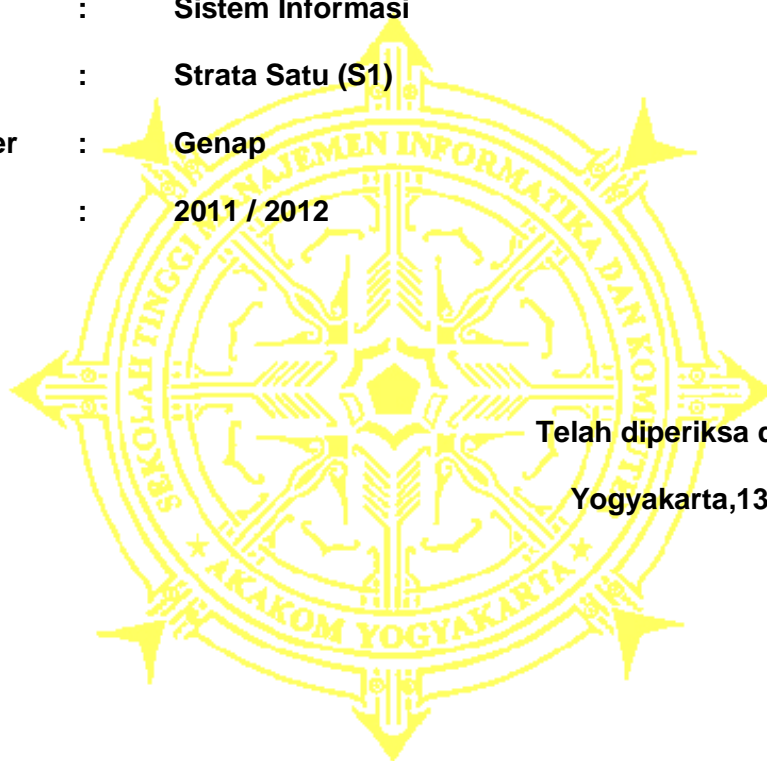 : Sistem Informasi
: Strata Satu (S1)
er : Genap
: 2011 / 2012
SEKOLAH TINGGI MANAJEMEN INFORMATIKA DAN KOMPUTER
Telah diperiksa d
Yogyakarta,13
★ AKAKOM YOGYAKARTA ★